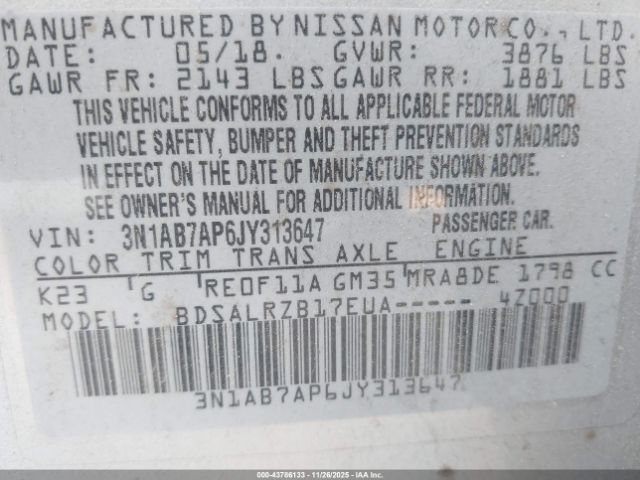 MANUFACTURED BY NISSAN MOTOR CO., LTD.
DATE: 05/18. GVWR: 3876 LBS
GAWR FR: 2143 LBS GAWR RR: 1881 LBS
THIS VEHICLE CONFORMS TO ALL APPLICABLE FEDERAL MOTOR
VEHICLE SAFETY, BUMPER AND THEFT PREVENTION STANDARDS
IN EFFECT ON THE DATE OF MANUFACTURE SHOWN ABOVE.
SEE OWNER'S MANUAL FOR ADDITIONAL INFORMATION.
VIN: 3N1AB7AP6JY313647 PASSENGER CAR.
COLOR TRIM TRANS AXLE ENGINE
K23 G RE0F11A GM35 MRA8DE 1798 CC
MODEL: BDSALRZB17EUA----- 4Z000
3N1AB7AP6JY313647
000-43786133 - 11/26/2025 - IAAI.COM